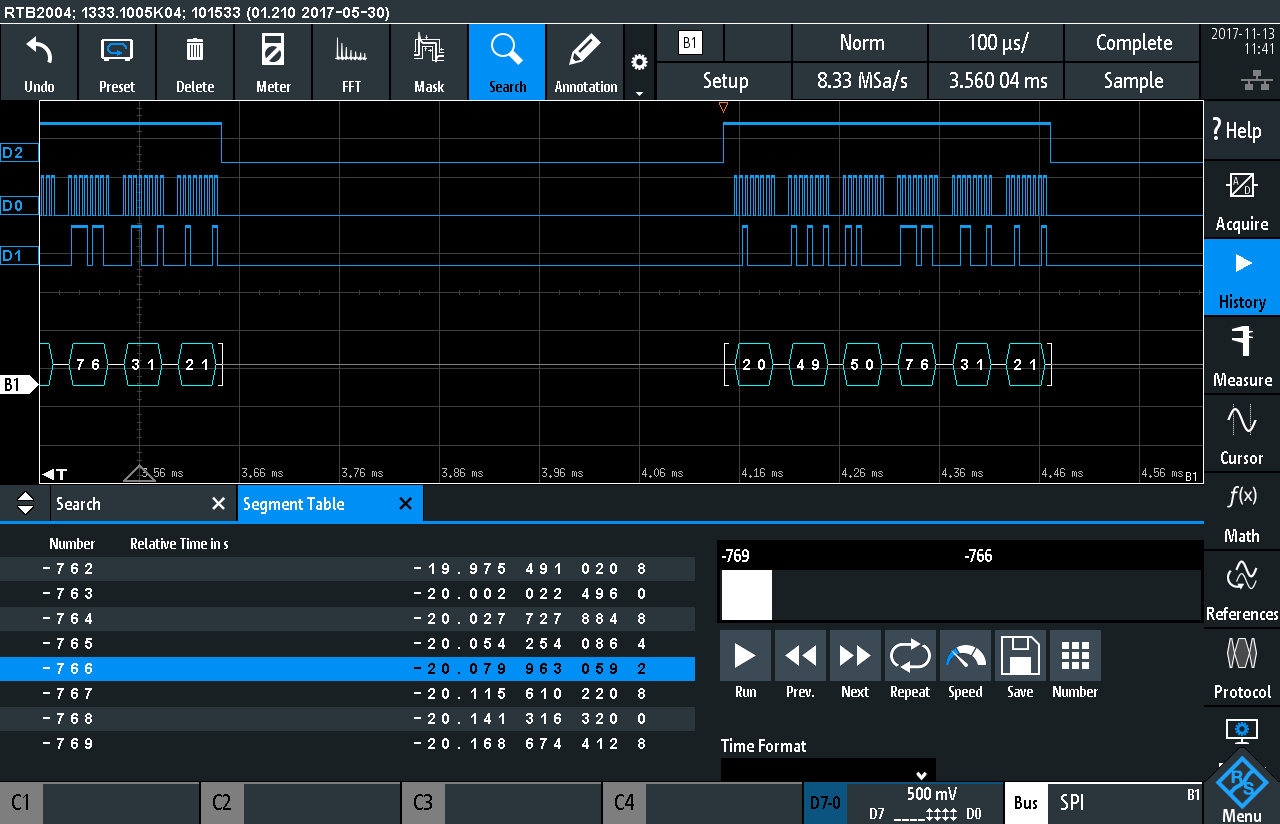 RTB2004; 1333.1005K04; 101533 (01.210 2017-05-30)
Undo Preset Delete Meter FFT Mask Search Annotation
B1 Norm 100 µs/ Complete
Setup 8.33 MSa/s 3.560 04 ms Sample
2017-11-13
11:41
? Help
A/D
Acquire
History
Measure
Cursor
f(x)
Math
References
Protocol
R&S
Menu
D2
D0
D1
B1
76 31 21 20 49 50 76 31 21
T 3.56 ms 3.66 ms 3.76 ms 3.86 ms 3.96 ms 4.06 ms 4.16 ms 4.26 ms 4.36 ms 4.46 ms 4.56 ms B1
Search Segment Table
Number Relative Time in s
-762 -19.975 491 020 8
-763 -20.002 022 496 0
-764 -20.027 727 884 8
-765 -20.054 254 086 4
-766 -20.079 963 059 2
-767 -20.115 610 220 8
-768 -20.141 316 320 0
-769 -20.168 674 412 8
-769 -766
Run Prev. Next Repeat Speed Save Number
Time Format
C1 C2 C3 C4 D7-0 500 mV
D7 D0
Bus SPI B1